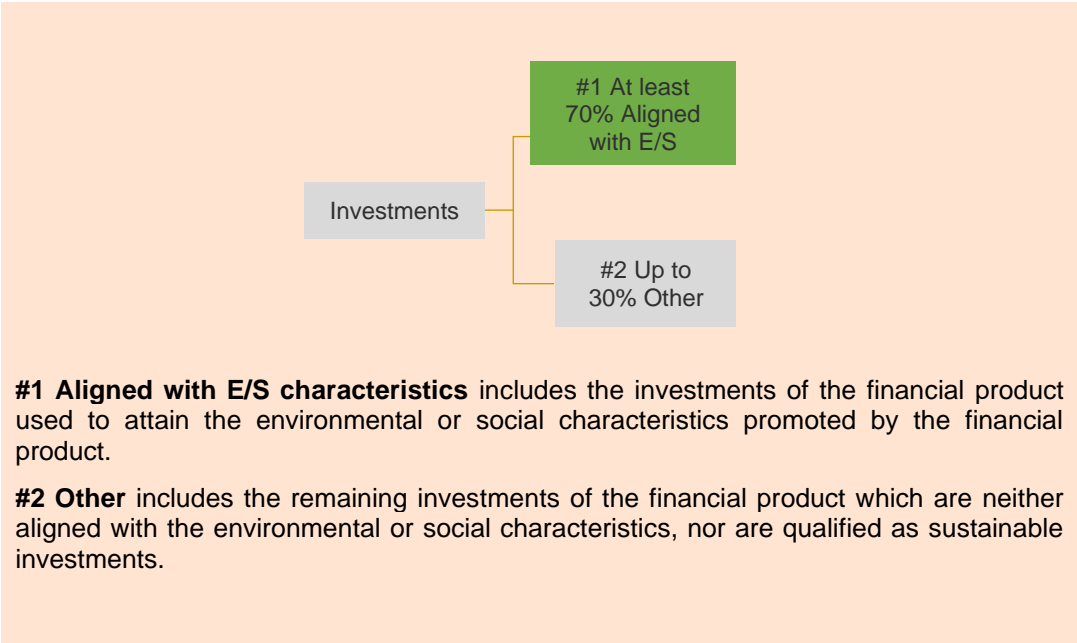 #1 At least
70% Aligned
with E/S
Investments
#2 Up to
30% Other
#1 Aligned with E/S characteristics includes the investments of the financial product
used to attain the environmental or social characteristics promoted by the financial
product.
#2 Other includes the remaining investments of the financial product which are neither
aligned with the environmental or social characteristics, nor are qualified as sustainable
investments.